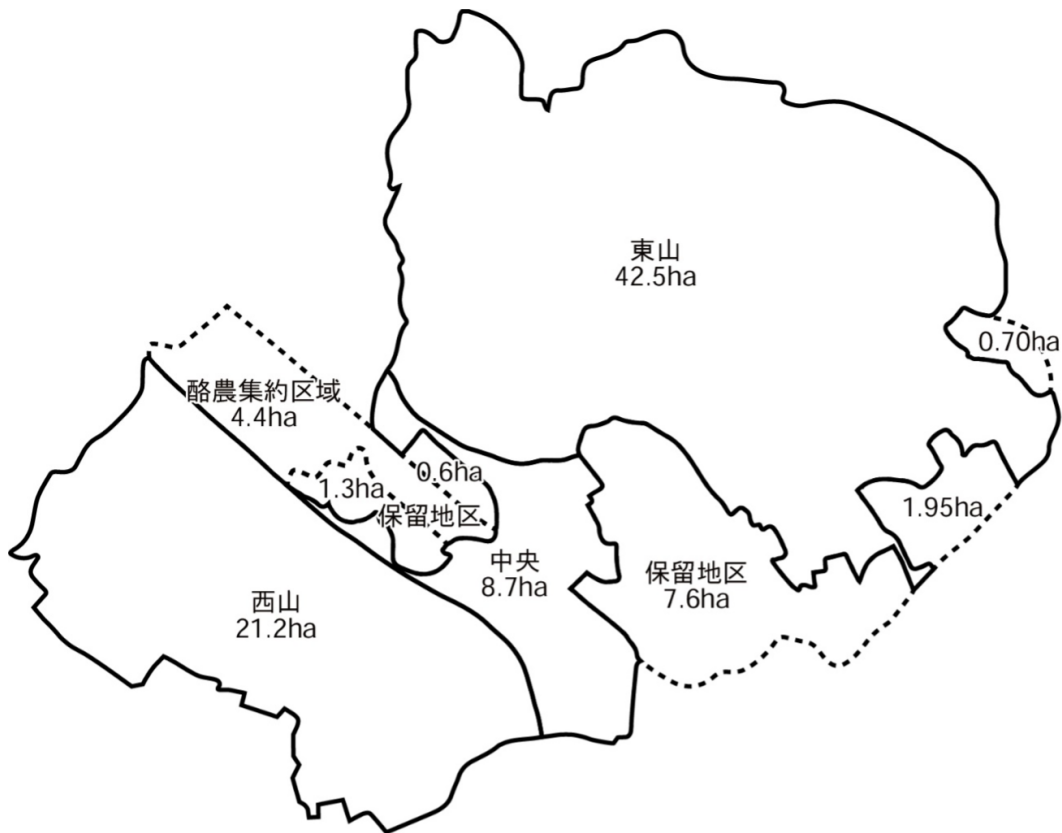 東山
42.5ha
0.70ha
酪農集約区域
4.4ha
0.6ha
1.3ha
保留地区
1.95ha
中央
8.7ha
保留地区
7.6ha
西山
21.2ha